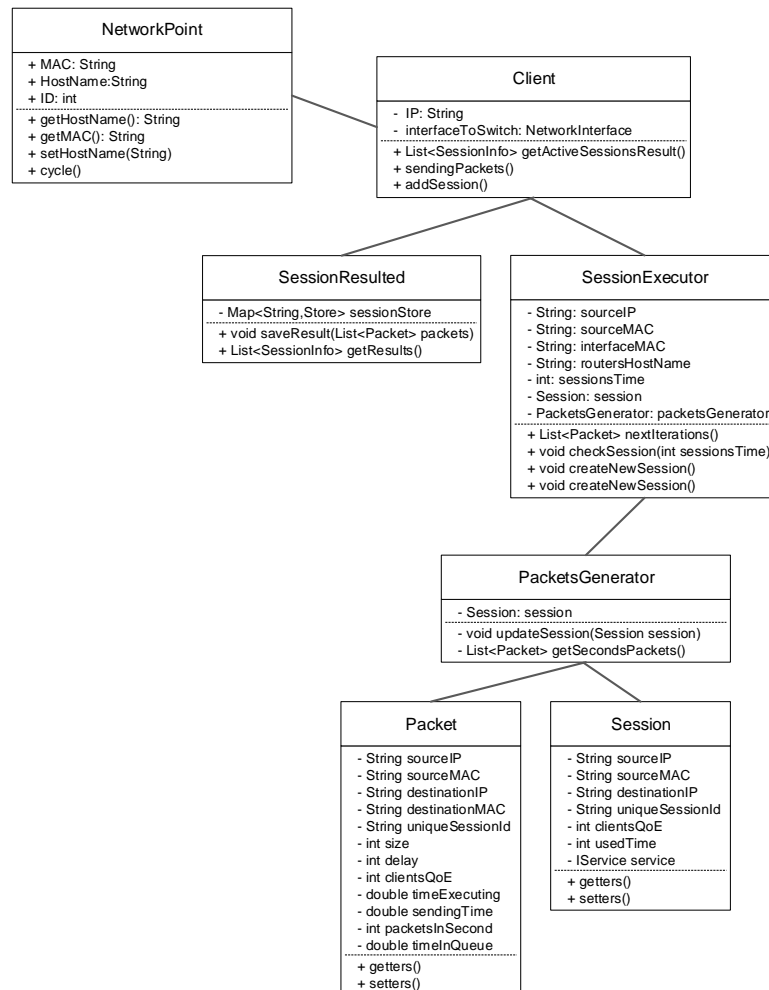 NetworkPoint
+ MAC: String
+ HostName:String
+ ID: int
+ getHostName(): String
+ getMAC(): String
+ setHostName(String)
+ cycle()
Client
- IP: String
- interfaceToSwitch: NetworkInterface
+ List<SessionInfo> getActiveSessionsResult()
+ sendingPackets()
+ addSession()
SessionResulted
- Map<String,Store> sessionStore
+ void saveResult(List<Packet> packets)
+ List<SessionInfo> getResults()
SessionExecutor
- String: sourceIP
- String: sourceMAC
- String: interfaceMAC
- String: routersHostName
- int: sessionsTime
- Session: session
- PacketsGenerator: packetsGenerator
+ List<Packet> nextIterations()
+ void checkSession(int sessionsTime)
+ void createNewSession()
+ void createNewSession()
PacketsGenerator
- Session: session
- void updateSession(Session session)
- List<Packet> getSecondsPackets()
Packet
- String sourceIP
- String sourceMAC
- String destinationIP
- String destinationMAC
- String uniqueSessionId
- int size
- int delay
- int clientsQoE
- double timeExecuting
- double sendingTime
- int packetsInSecond
- double timeInQueue
+ getters()
+ setters()
Session
- String sourceIP
- String sourceMAC
- String destinationIP
- String uniqueSessionId
- int clientsQoE
- int usedTime
- IService service
+ getters()
+ setters()